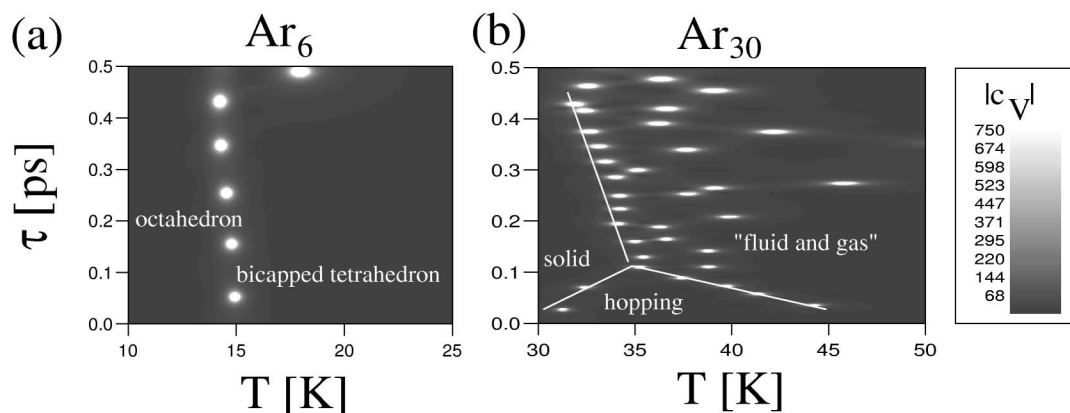 (a)
Ar6
τ [ps]
0.5
0.4
0.3
0.2
0.1
0.0
octahedron
bicapped tetrahedron
10
15
20
25
T [K]
(b)
Ar30
0.5
0.4
0.3
0.2
0.1
0.0
"fluid and gas"
solid
hopping
30
35
40
45
50
T [K]
|c V|
750
674
598
523
447
371
295
220
144
68